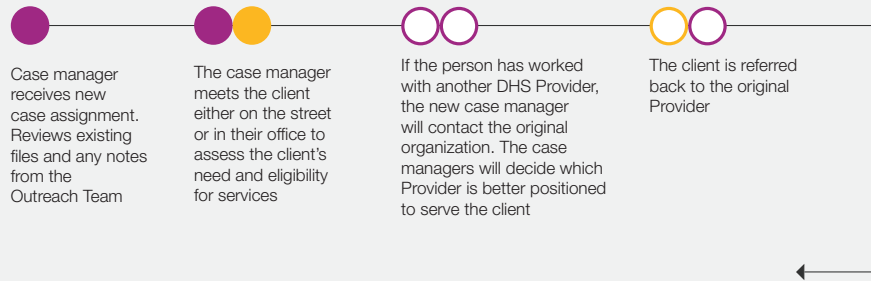 Case manager
receives new
case assignment.
Reviews existing
files and any notes
from the
Outreach Team
The case manager
meets the client
either on the street
or in their office to
assess the client's
need and eligibility
for services
If the person has worked
with another DHS Provider,
the new case manager
will contact the original
organization. The case
managers will decide which
Provider is better positioned
to serve the client
The client is referred
back to the original
Provider